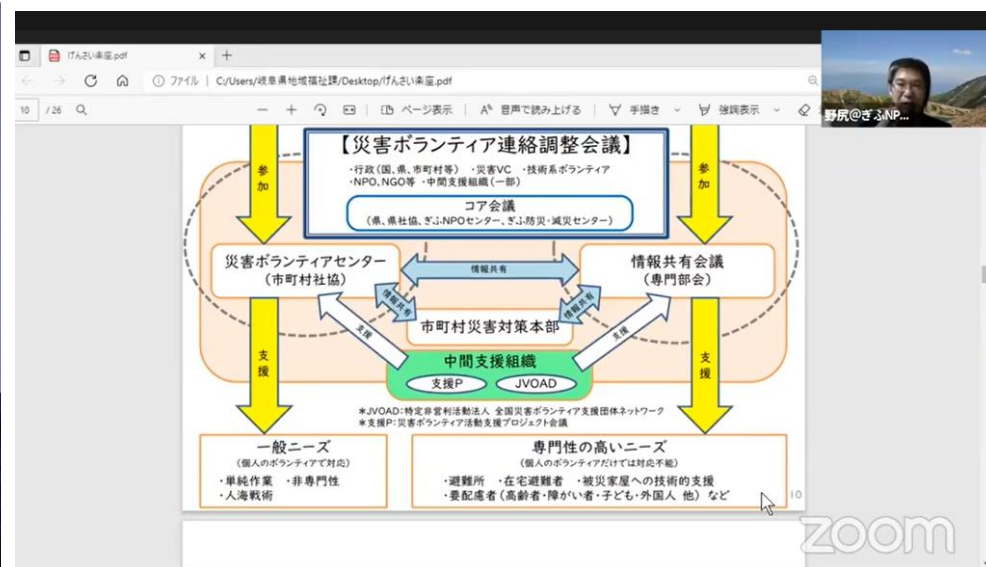 げんさい楽座.pdf
ファイル | C:/Users/岐阜県地域福祉課/Desktop/げんさい楽座.pdf
10 / 26
ページ表示
音声で読み上げる
手描き
強調表示
野尻@ぎふNP...
参加
【災害ボランティア連絡調整会議】
・行政(国、県、市町村等) ・災害VC ・技術系ボランティア
・NPO、NGO等 ・中間支援組織(一部)
コア会議
(県、県社協、ぎふNPOセンター、ぎふ防災・減災センター)
参加
災害ボランティアセンター
(市町村社協)
情報共有
情報共有会議
(専門部会)
情報共有
情報共有
市町村災害対策本部
支援
支援
支援
支援
中間支援組織
支援P
JVOAD
*JVOAD:特定非営利活動法人 全国災害ボランティア支援団体ネットワーク
*支援P:災害ボランティア活動支援プロジェクト会議
一般ニーズ
(個人のボランティアで対応)
・単純作業 ・非専門性
・人海戦術
専門性の高いニーズ
(個人のボランティアだけでは対応不能)
・避難所 ・在宅避難者 ・被災家屋への技術的支援
・要配慮者(高齢者・障がい者・子ども・外国人 他)など
10
zoom